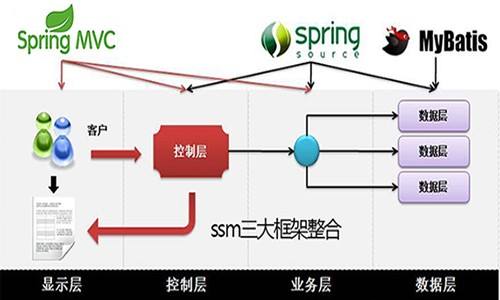 Spring MVC
spring
source
MyBatis
客户
控制层
数据层
数据层
数据层
ssm三大框架整合
显示层
控制层
业务层
数据层